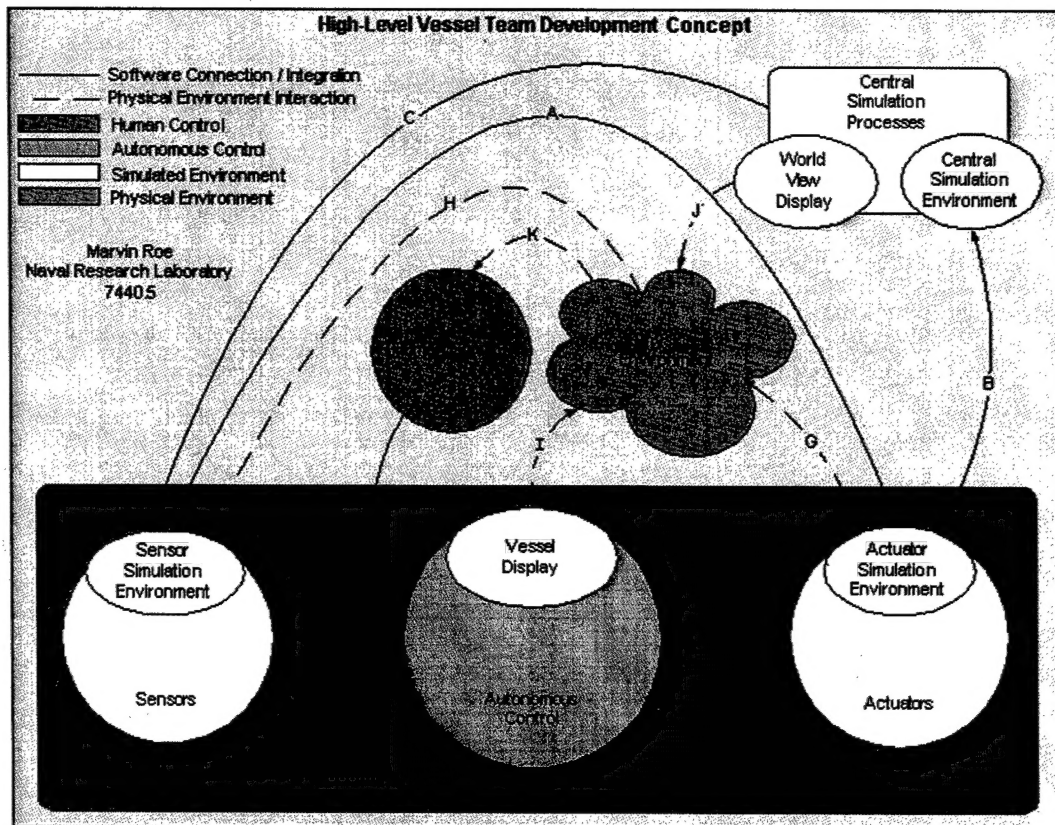 High-Level Vessel Team Development Concept
Software Connection / Integration
Physical Environment Interaction
Human Control
Autonomous Control
Simulated Environment
Physical Environment
Marvin Roe
Naval Research Laboratory
7440.5
C
A
H
K
J
I
G
B
Central
Simulation
Processes
World
View
Display
Central
Simulation
Environment
Sensor
Simulation
Environment
Sensors
Vessel
Display
Autonomous
Control
Actuator
Simulation
Environment
Actuators